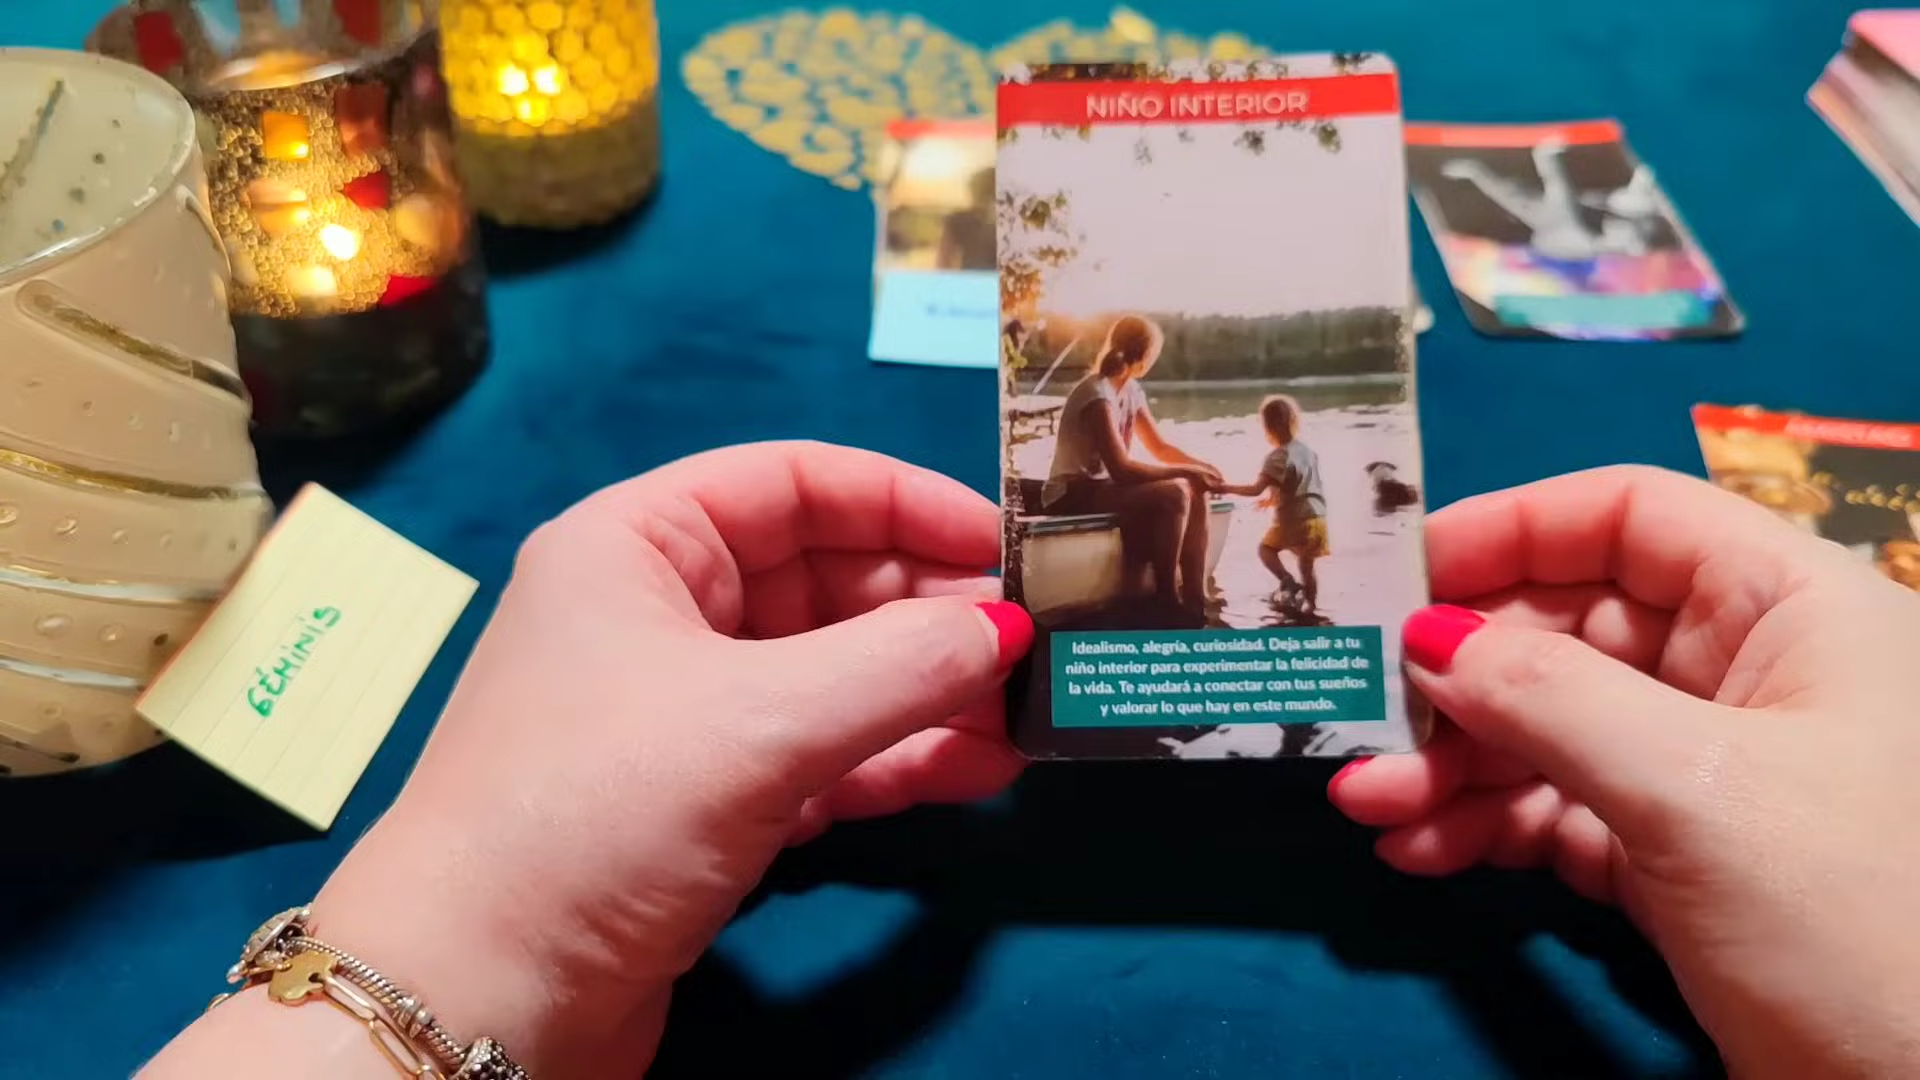 NIÑO INTERIOR
Idealismo, alegría, curiosidad. Deja salir a tu
niño interior para experimentar la felicidad de
la vida. Te ayudará a conectar con tus sueños
y valorar lo que hay en este mundo.
GÉMINIS